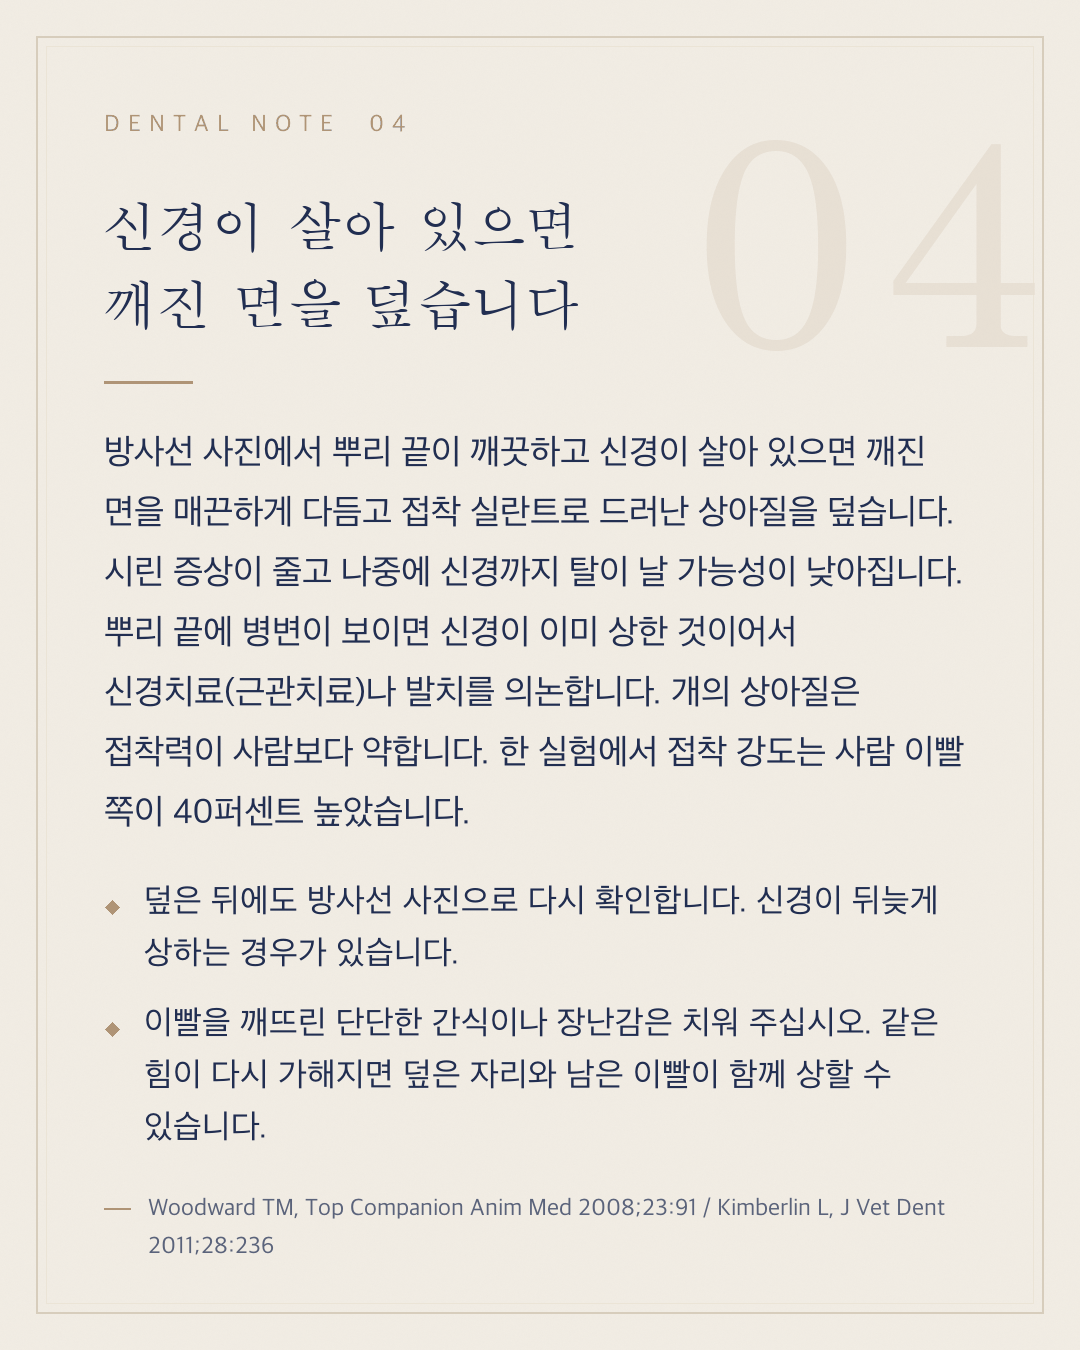 DENTAL NOTE 04
04
신경이 살아 있으면
깨진 면을 덮습니다
방사선 사진에서 뿌리 끝이 깨끗하고 신경이 살아 있으면 깨진
면을 매끈하게 다듬고 접착 실란트로 드러난 상아질을 덮습니다.
시린 증상이 줄고 나중에 신경까지 탈이 날 가능성이 낮아집니다.
뿌리 끝에 병변이 보이면 신경이 이미 상한 것이어서
신경치료(근관치료)나 발치를 의논합니다. 개의 상아질은
접착력이 사람보다 약합니다. 한 실험에서 접착 강도는 사람 이빨
쪽이 40퍼센트 높았습니다.
◆ 덮은 뒤에도 방사선 사진으로 다시 확인합니다. 신경이 뒤늦게
상하는 경우가 있습니다.
◆ 이빨을 깨뜨린 단단한 간식이나 장난감은 치워 주십시오. 같은
힘이 다시 가해지면 덮은 자리와 남은 이빨이 함께 상할 수
있습니다.
— Woodward TM, Top Companion Anim Med 2008;23:91 / Kimberlin L, J Vet Dent
2011;28:236